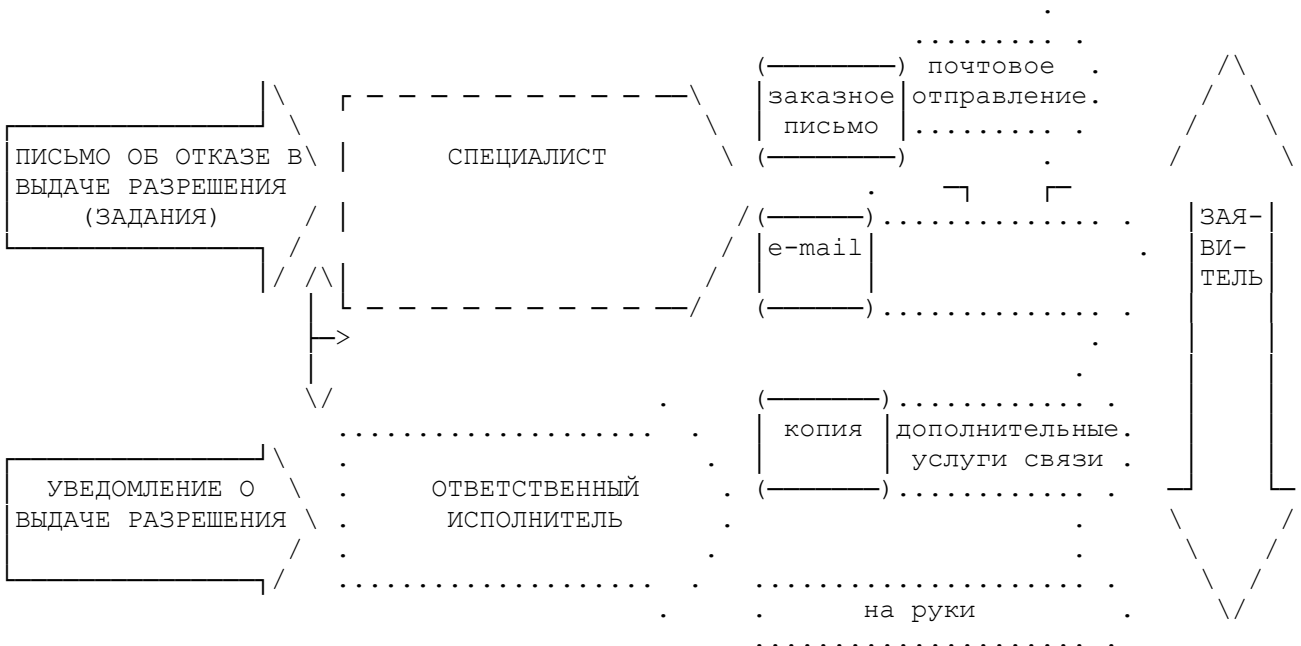 почтовое
заказное отправление
письмо
ПИСЬМО ОБ ОТКАЗЕ В
ВЫДАЧЕ РАЗРЕШЕНИЯ
(ЗАДАНИЯ)
СПЕЦИАЛИСТ
e-mail
ЗАЯ-
ВИ-
ТЕЛЬ
копия
дополнительные
услуги связи
УВЕДОМЛЕНИЕ О
ВЫДАЧЕ РАЗРЕШЕНИЯ
ОТВЕТСТВЕННЫЙ
ИСПОЛНИТЕЛЬ
на руки